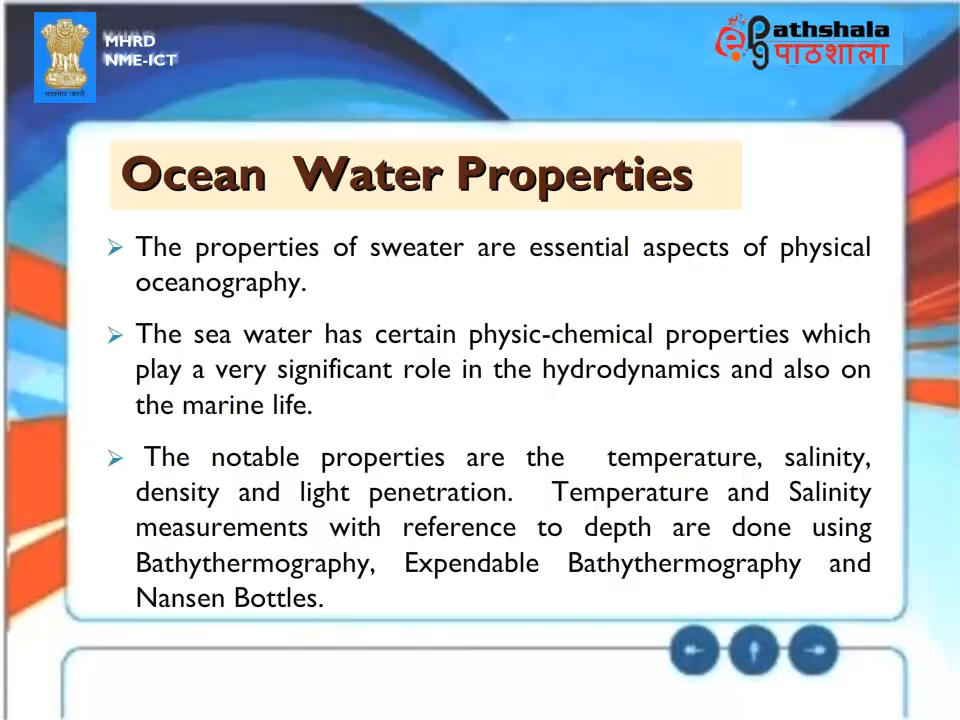 MHRD
NME-ICT
ePG athshala
पाठशाला
Ocean Water Properties
The properties of sweater are essential aspects of physical
oceanography.
The sea water has certain physic-chemical properties which
play a very significant role in the hydrodynamics and also on
the marine life.
The notable properties are the temperature, salinity,
density and light penetration. Temperature and Salinity
measurements with reference to depth are done using
Bathythermography, Expendable Bathythermography and
Nansen Bottles.